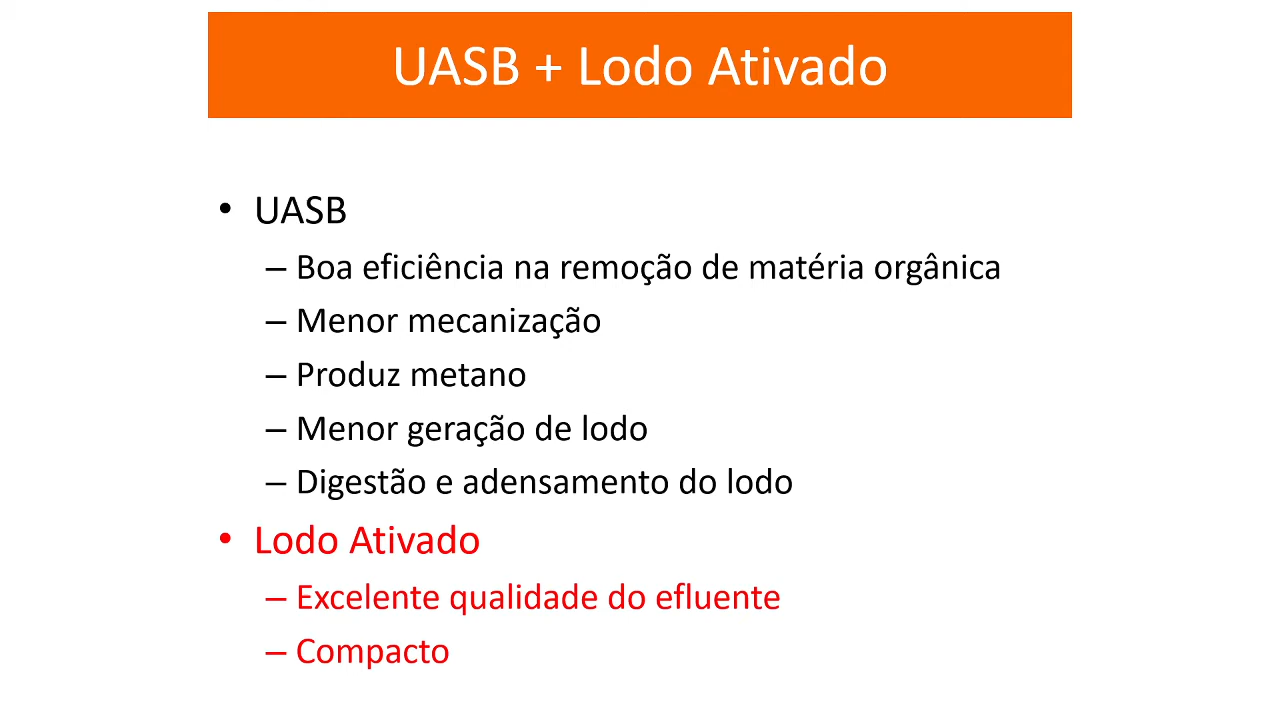 UASB + Lodo Ativado
• UASB
– Boa eficiência na remoção de matéria orgânica
– Menor mecanização
– Produz metano
– Menor geração de lodo
– Digestão e adensamento do lodo
• Lodo Ativado
– Excelente qualidade do efluente
– Compacto